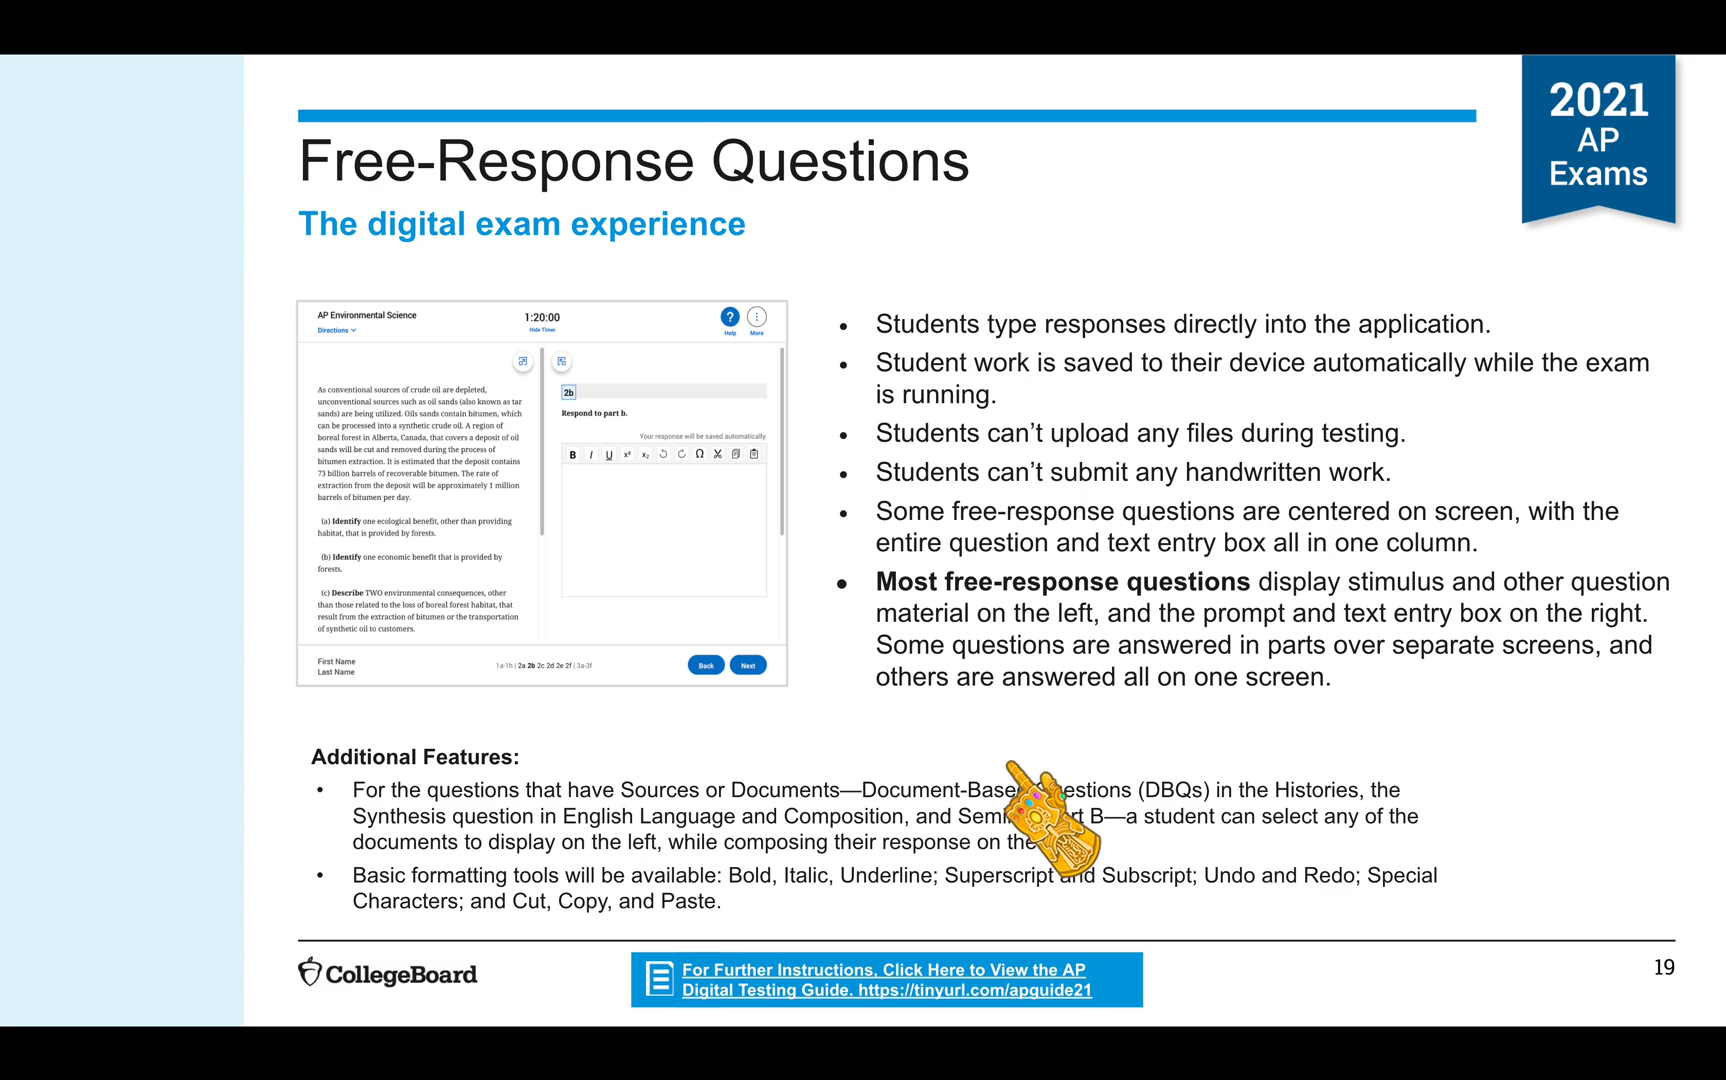 2021
AP
Exams
Free-Response Questions
The digital exam experience
AP Environmental Science
Directions
1:20:00
Hide Timer
?
Help
More
As conventional sources of crude oil are depleted,
unconventional sources such as oil sands (also known as tar
sands) are being utilized. Oils sands contain bitumen, which
can be processed into a synthetic crude oil. A region of
boreal forest in Alberta, Canada, that covers a deposit of oil
sands will be cut and removed during the process of
bitumen extraction. It is estimated that the deposit contains
73 billion barrels of recoverable bitumen. The rate of
extraction from the deposit will be approximately 1 million
barrels of bitumen per day.
(a) Identify one ecological benefit, other than providing
habitat, that is provided by forests.
(b) Identify one economic benefit that is provided by
forests.
(c) Describe TWO environmental consequences, other
than those related to the loss of boreal forest habitat, that
result from the extraction of bitumen or the transportation
of synthetic oil to customers.
2b
Respond to part b.
Your response will be saved automatically.
B I U x² x₂ Ω
First Name
Last Name
1a-1h | 2a 2b 2c 2d 2e 2f | 3a-3f
Back
Next
• Students type responses directly into the application.
• Student work is saved to their device automatically while the exam
is running.
• Students can’t upload any files during testing.
• Students can’t submit any handwritten work.
• Some free-response questions are centered on screen, with the
entire question and text entry box all in one column.
• Most free-response questions display stimulus and other question
material on the left, and the prompt and text entry box on the right.
Some questions are answered in parts over separate screens, and
others are answered all on one screen.
Additional Features:
• For the questions that have Sources or Documents—Document-Based Questions (DBQs) in the Histories, the
Synthesis question in English Language and Composition, and B—a student can select any of the
documents to display on the left, while composing their response on the
• Basic formatting tools will be available: Bold, Italic, Underline; Superscript and Subscript; Undo and Redo; Special
Characters; and Cut, Copy, and Paste.
CollegeBoard
For Further Instructions, Click Here to View the AP
Digital Testing Guide. https://tinyurl.com/apguide21
19